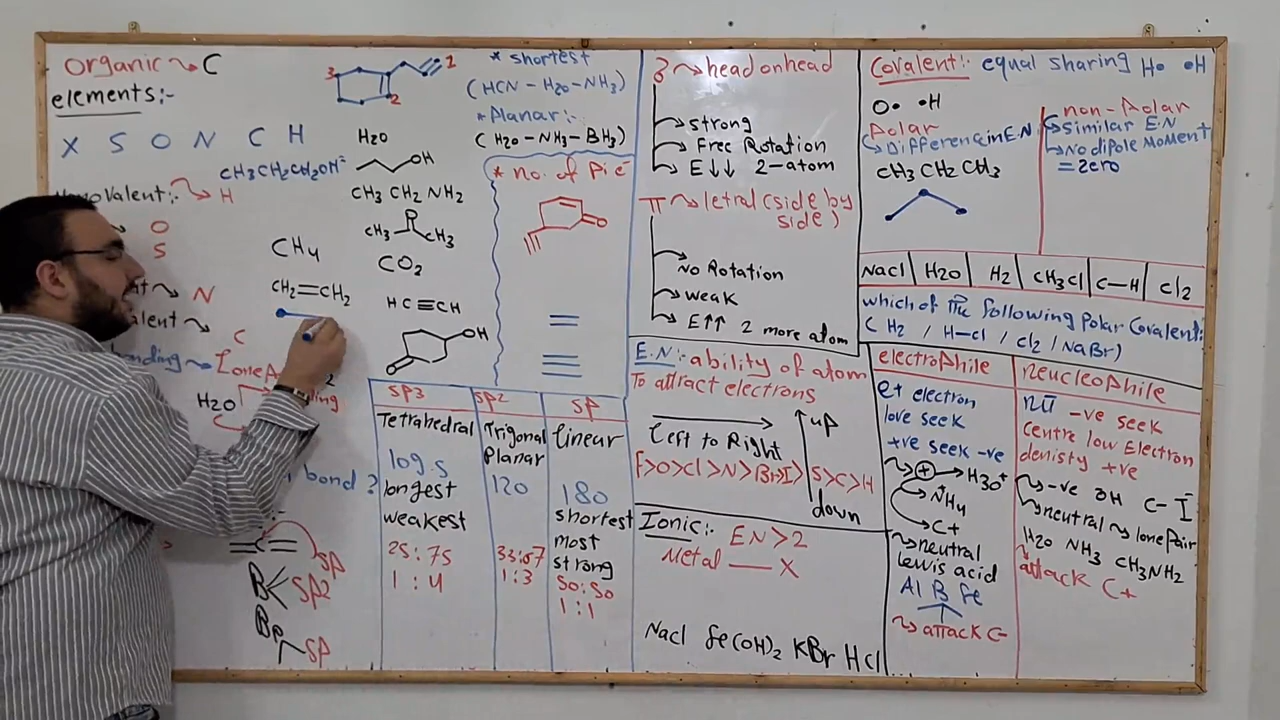 organic C
elements:-
X S O N C H
CH3CH2CH2OH
H
O
S
N
C
H2O
CH4
CH2=CH2
bond ?
sp
B sp2
Be sp
3 1
2
H2O
OH
CH3 CH2 NH2
CH3 CH3
CO2
HC≡CH
OH
* shortest
(HCN - H2O - NH3)
* Planar:-
(H2O - NH3 - BH3)
* no. of Pie
O
sp3
Tetrahedral
109.5
longest
weakest
25:75
1:4
sp2
Trigonal
Planar
120
33:67
1:3
sp
linear
180
shortest
most
strong
50:50
1:1
head on head
strong
Free Rotation
E↓↓ 2-atom
π letral (side by
side)
No Rotation
weak
E↑↑ 2 more atom
E.N:- ability of atom
To attract electrons
Left to Right
up
F>O>Cl>N>Br>I>S>C>H
down
Ionic:- EN>2
Metal — X
Nacl Fe(OH)2 KBr HCl
Covalent:- equal sharing H• •H
O• •H
Polar
Difference in E.N
CH3 CH2 CH3
non-Polar
Similar E.N
No dipole Moment
= zero
Nacl H2O H2 CH3Cl C-H Cl2
which of the following Polar Covalent:
( H2 / H-Cl / Cl2 / NaBr)
electrophile
e+ electron
love seek
+ve seek -ve
+ → H3O+
NH4
C+
neutral
Lewis acid
Al B Fe
attack C-
Neucleophile
nū -ve seek
Centre low Electron
denisty +ve
-ve OH C-I
neutral lone pair
H2O NH3 CH3NH2
attack C+